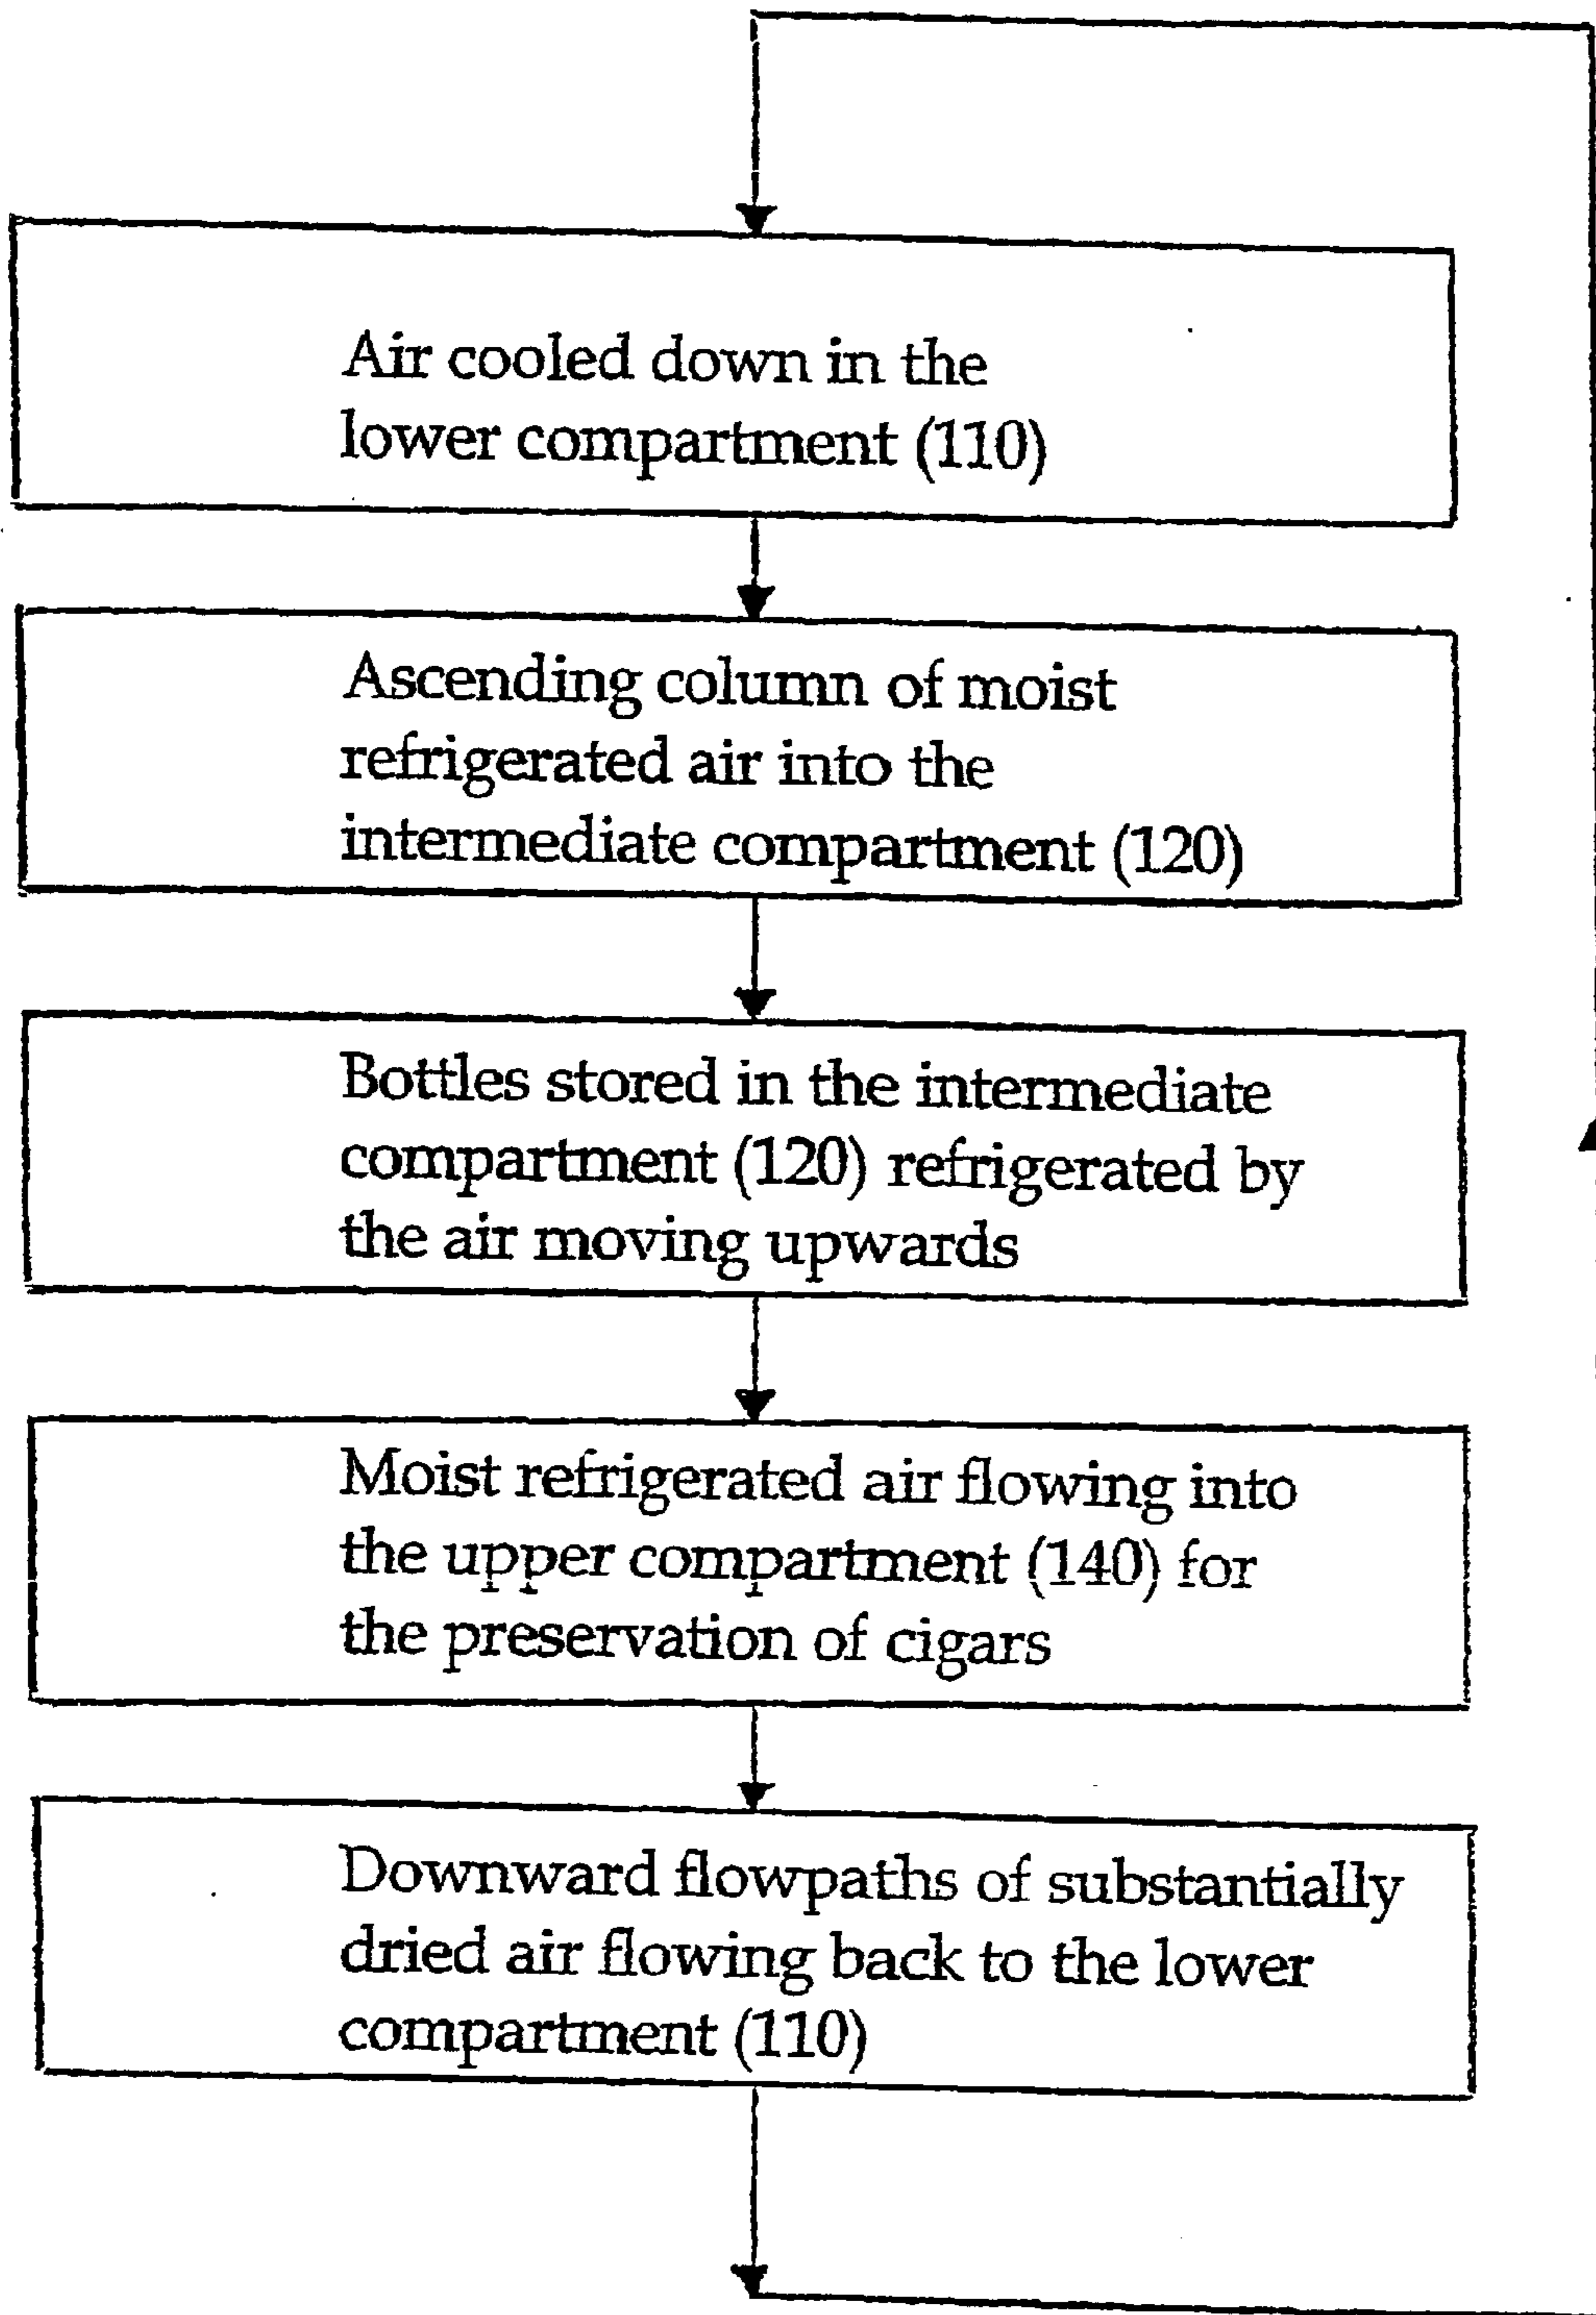 Air cooled down in the
lower compartment (110)
Ascending column of moist
refrigerated air into the
intermediate compartment (120)
Bottles stored in the intermediate
compartment (120) refrigerated by
the air moving upwards
Moist refrigerated air flowing into
the upper compartment (140) for
the preservation of cigars
Downward flowpaths of substantially
dried air flowing back to the lower
compartment (110)